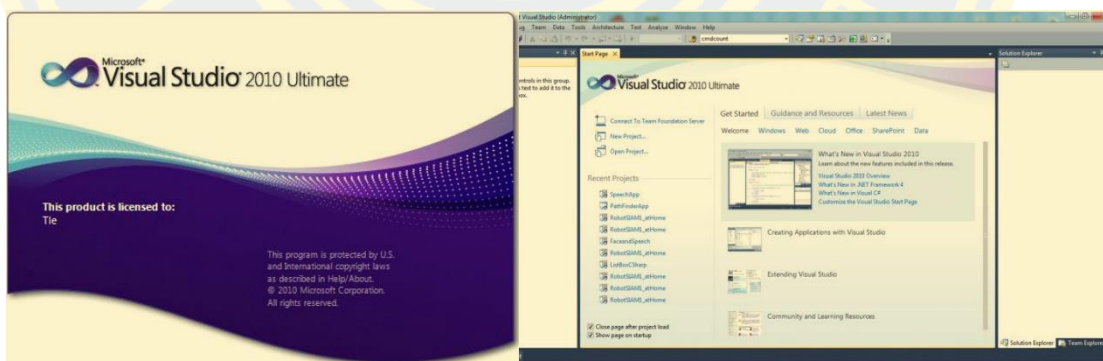 Microsoft®
Visual Studio® 2010 Ultimate
This product is licensed to:
Tle
This program is protected by U.S.
and International copyright laws
as described in Help/About.
© 2010 Microsoft Corporation.
All rights reserved.
Visual Studio (Administrator)
Team Data Tools Architecture Test Analyze Window Help
cmdcount
Start Page
Solution Explorer
controls in this group.
text to add it to the
Microsoft®
Visual Studio® 2010 Ultimate
Connect To Team Foundation Server
New Project...
Open Project...
Recent Projects
SpeechApp
PathFinderApp
RobotSIAMS_atHome
RobotSIAMS_atHome
FaceandSpeech
RobotSIAMS_atHome
ListBoxCSharp
RobotSIAMS_atHome
RobotSIAMS_atHome
RobotSIAMS_atHome
Close page after project load
Show page on startup
Get Started Guidance and Resources Latest News
Welcome Windows Web Cloud Office SharePoint Data
What's New in Visual Studio 2010
Learn about the new features included in this release.
Visual Studio 2010 Overview
What's New in .NET Framework 4
What's New in Visual C#
Customize the Visual Studio Start Page
Creating Applications with Visual Studio
Extending Visual Studio
Community and Learning Resources
Solution Explorer Team Explorer